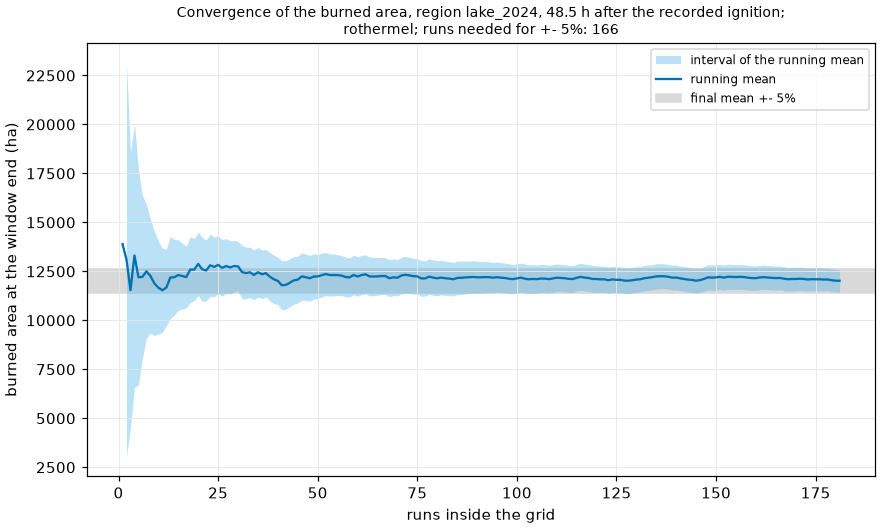 Convergence of the burned area, region lake_2024, 48.5 h after the recorded ignition;
rothermel; runs needed for +- 5%: 166
interval of the running mean
running mean
final mean +- 5%
burned area at the window end (ha)
22500
20000
17500
15000
12500
10000
7500
5000
2500
0 25 50 75 100 125 150 175
runs inside the grid